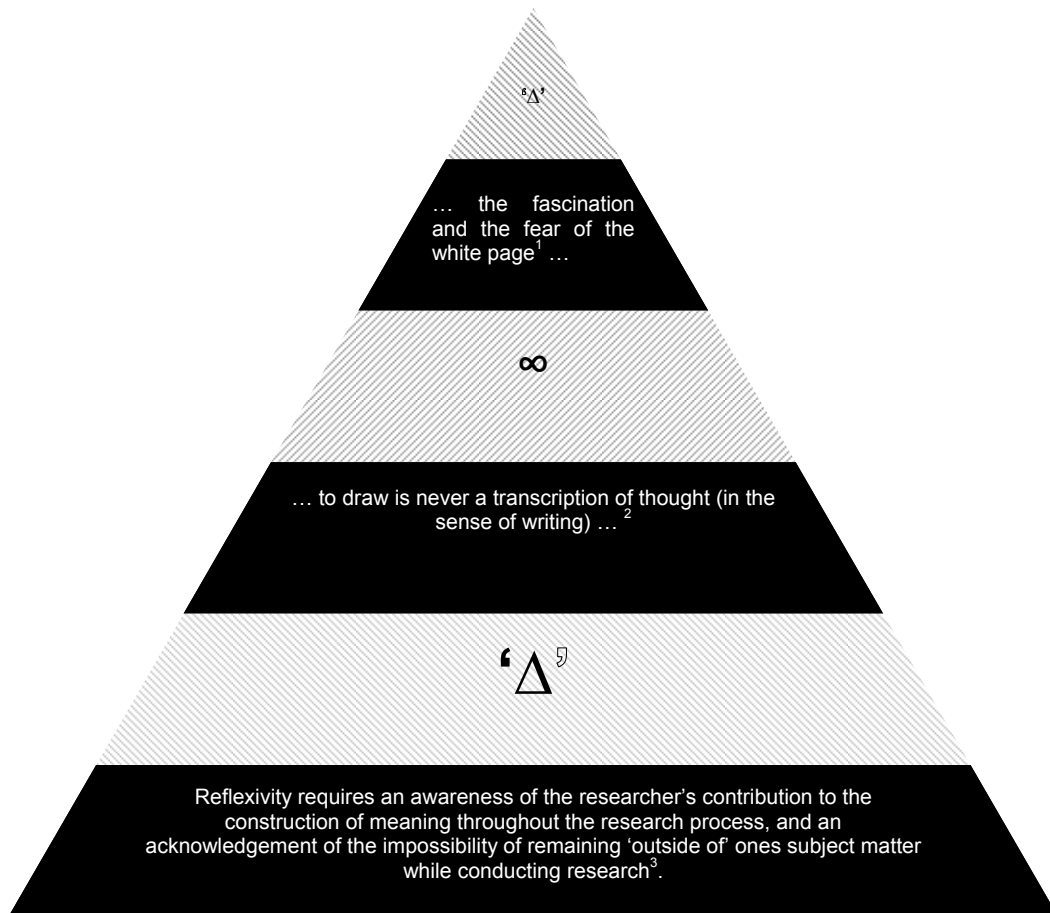 ‘Δ’
… the fascination
and the fear of the
white page¹ …
∞
… to draw is never a transcription of thought (in the
sense of writing) … ²
‘Δ’
Reflexivity requires an awareness of the researcher’s contribution to the
construction of meaning throughout the research process, and an
acknowledgement of the impossibility of remaining ‘outside of’ ones subject matter
while conducting research³.